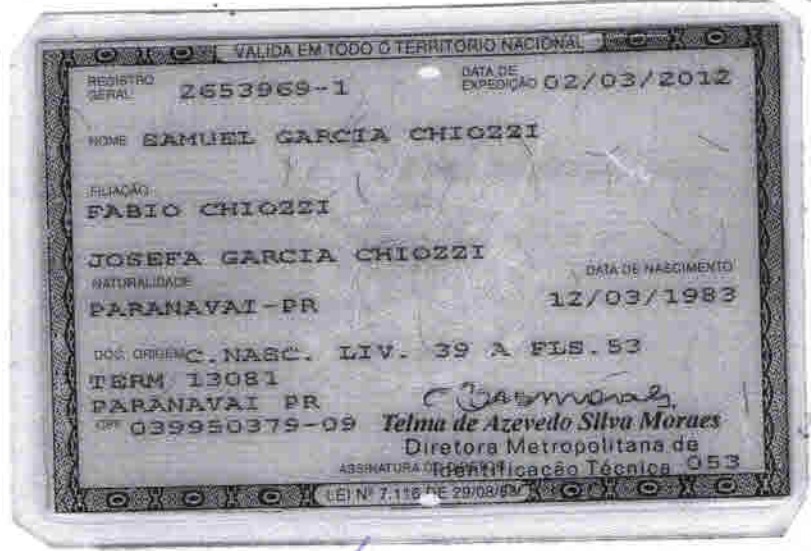 VALIDA EM TODO O TERRITORIO NACIONAL
REGISTRO GERAL 2653969-1 DATA DE EXPEDIÇÃO 02/03/2012
NOME SAMUEL GARCIA CHIOZZI
FILIAÇÃO
FABIO CHIOZZI
JOSEFA GARCIA CHIOZZI
NATURALIDADE DATA DE NASCIMENTO
PARANAVAI-PR 12/03/1983
DOC. ORIGEM C.NASC. LIV. 39 A FLS.53
TERM 13081
PARANAVAI PR
CPF 039950379-09 Telma de Azevedo Silva Moraes
Diretora Metropolitana de
ASSINATURA DO Identificação Técnica 053
LEI Nº 7.116 DE 29/08/83